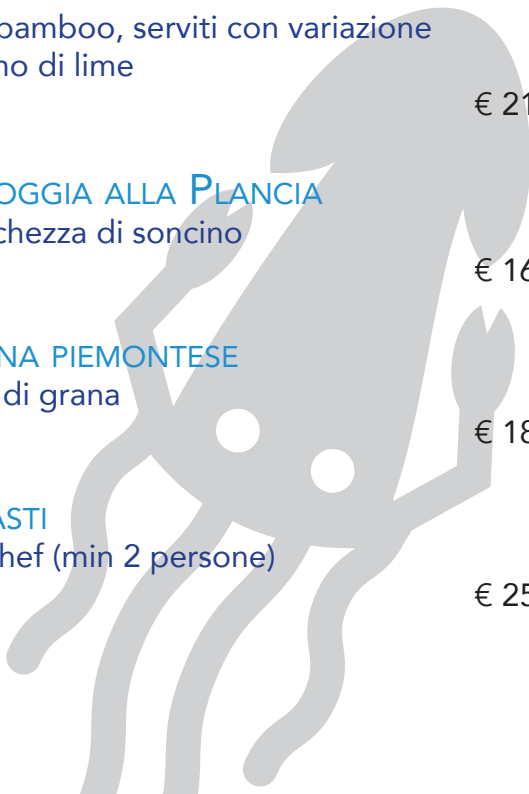 bamboo, serviti con variazione
no di lime
€ 21
OGGIA ALLA PLANCIA
chezza di soncino
€ 16
NA PIEMONTESE
di grana
€ 18
ASTI
hef (min 2 persone)
€ 25